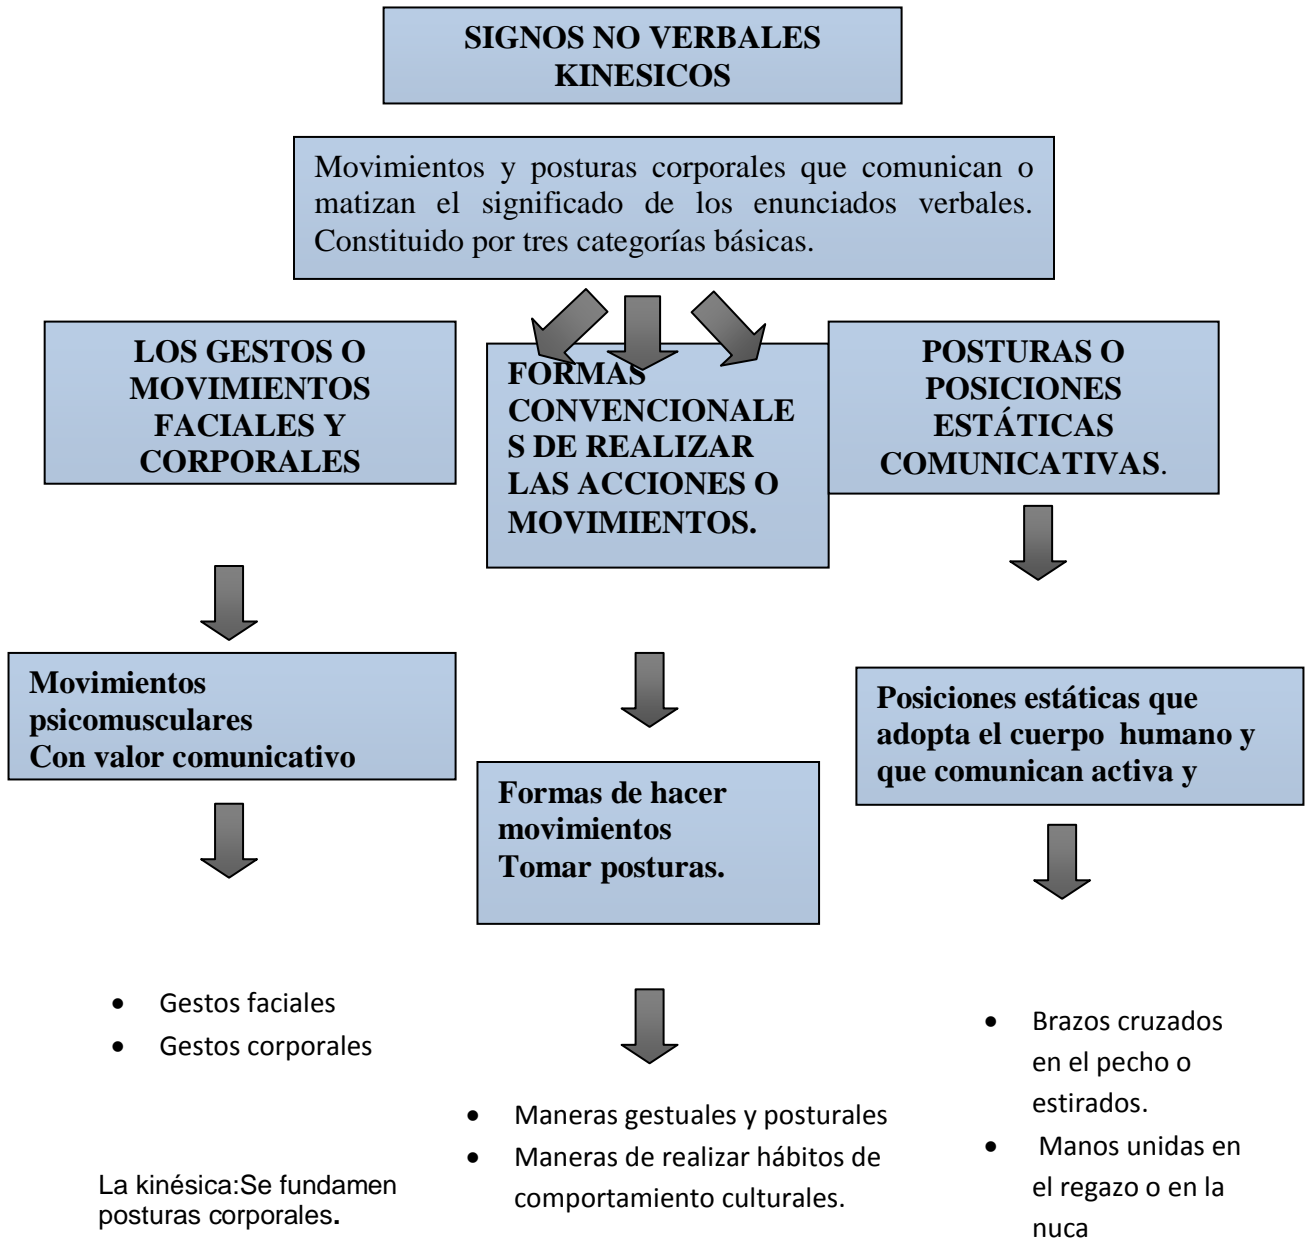 SIGNOS NO VERBALES
KINESICOS
Movimientos y posturas corporales que comunican o
matizan el significado de los enunciados verbales.
Constituido por tres categorías básicas.
LOS GESTOS O
MOVIMIENTOS
FACIALES Y
CORPORALES
FORMAS
CONVENCIONALE
S DE REALIZAR
LAS ACCIONES O
MOVIMIENTOS.
POSTURAS O
POSICIONES
ESTÁTICAS
COMUNICATIVAS.
Movimientos
psicomusculares
Con valor comunicativo
Formas de hacer
movimientos
Tomar posturas.
Posiciones estáticas que
adopta el cuerpo humano y
que comunican activa y
• Gestos faciales
• Gestos corporales
• Maneras gestuales y posturales
• Maneras de realizar hábitos de
comportamiento culturales.
• Brazos cruzados
en el pecho o
estirados.
• Manos unidas en
el regazo o en la
nuca
La kinésica:Se fundamen
posturas corporales.